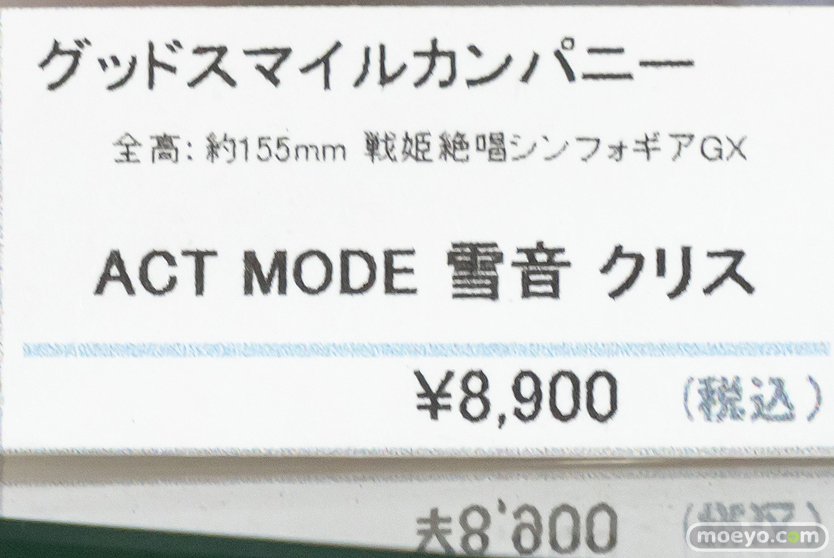 グッドスマイルカンパニー
全高：約155mm 戦姫絶唱シンフォギアGX
ACT MODE 雪音 クリス
¥8,900 (税込)
moeyo.com